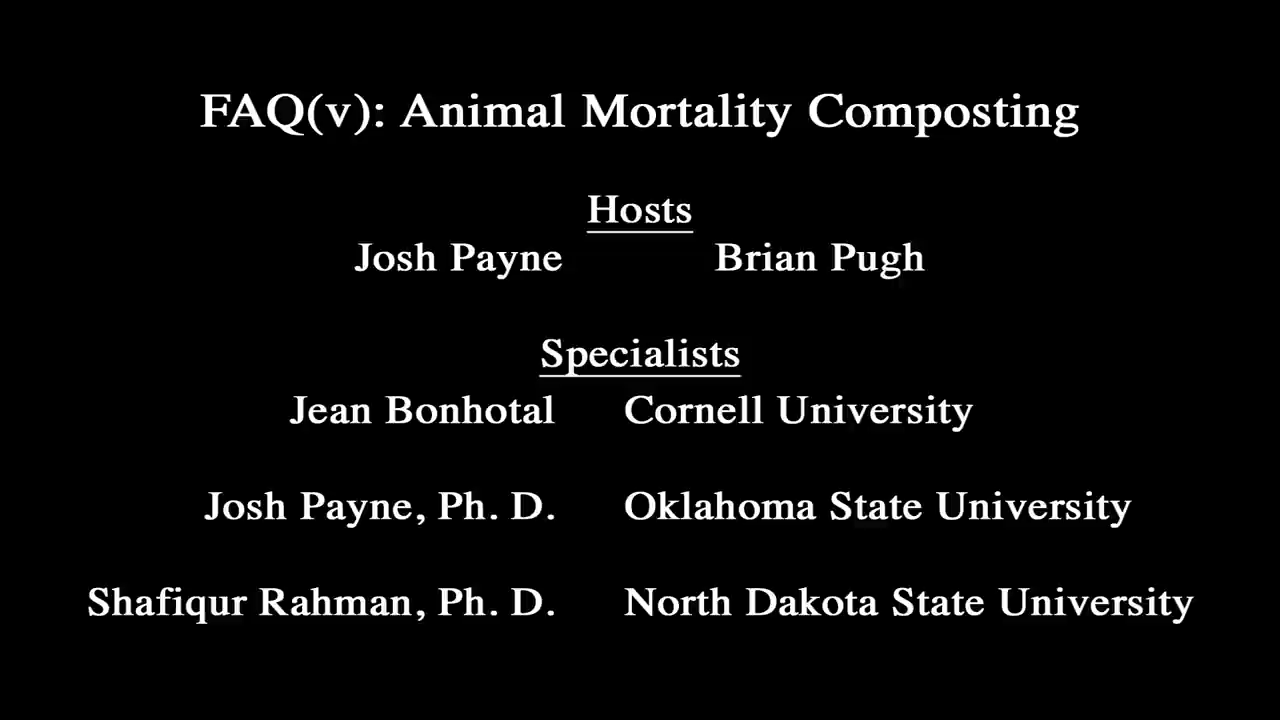 FAQ(v): Animal Mortality Composting
Hosts
Josh Payne Brian Pugh
Specialists
Jean Bonhotal Cornell University
Josh Payne, Ph. D. Oklahoma State University
Shafiqur Rahman, Ph. D. North Dakota State University